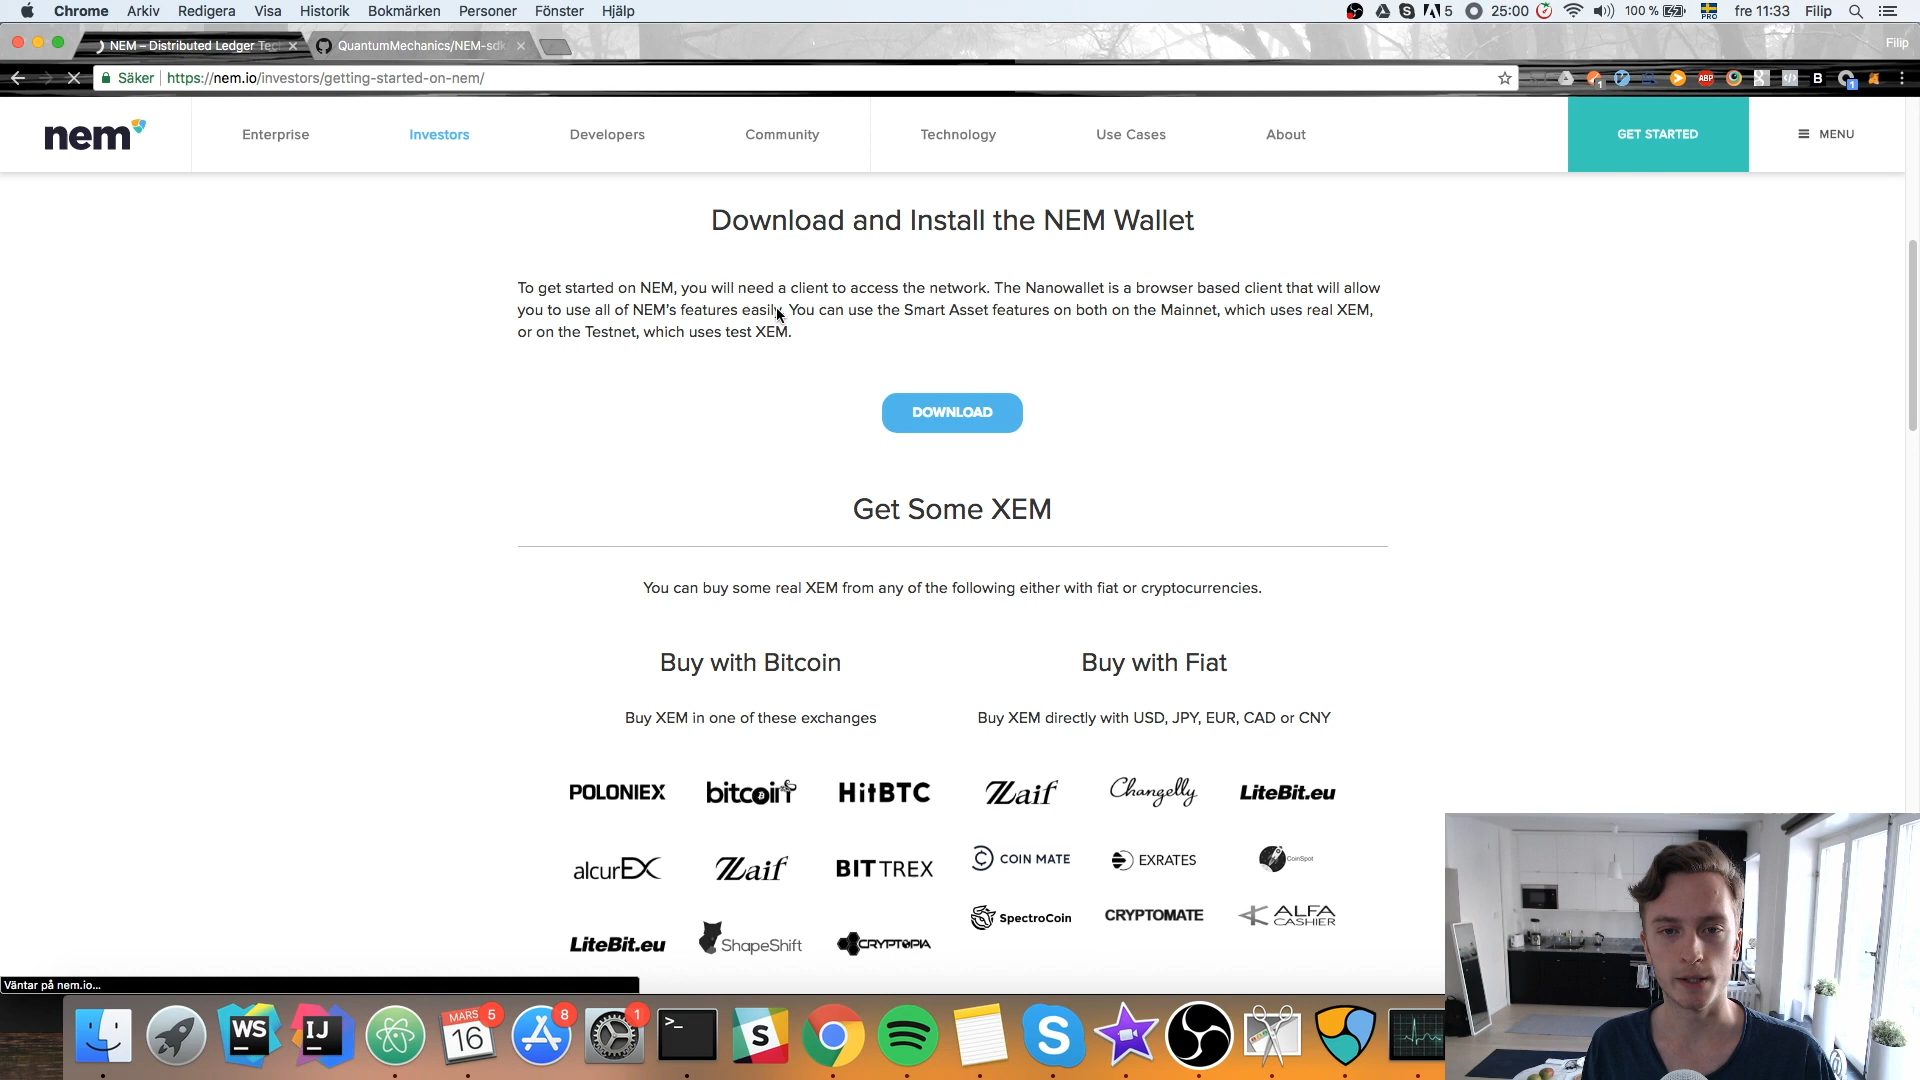 Chrome Arkiv Redigera Visa Historik Bokmärken Personer Fönster Hjälp
5 25:00 100 % PRO fre 11:33 Filip
NEM – Distributed Ledger Tec
QuantumMechanics/NEM-sdk
Filip
Säker https://nem.io/investors/getting-started-on-nem/
ABP
B
1
nem
Enterprise
Investors
Developers
Community
Technology
Use Cases
About
GET STARTED
MENU
Download and Install the NEM Wallet
To get started on NEM, you will need a client to access the network. The Nanowallet is a browser based client that will allow
you to use all of NEM's features easily. You can use the Smart Asset features on both on the Mainnet, which uses real XEM,
or on the Testnet, which uses test XEM.
DOWNLOAD
Get Some XEM
You can buy some real XEM from any of the following either with fiat or cryptocurrencies.
Buy with Bitcoin
Buy with Fiat
Buy XEM in one of these exchanges
Buy XEM directly with USD, JPY, EUR, CAD or CNY
POLONIEX
bitcoin
HitBTC
Zaif
Changelly
LiteBit.eu
alcurEX
Zaif
BITTREX
COIN MATE
EXRATES
CoinSpot
SpectroCoin
CRYPTOMATE
ALFA
CASHIER
LiteBit.eu
ShapeShift
CRYPTOPIA
Väntar på nem.io...
WS
IJ
MARS
16
5
8
1
>_
S